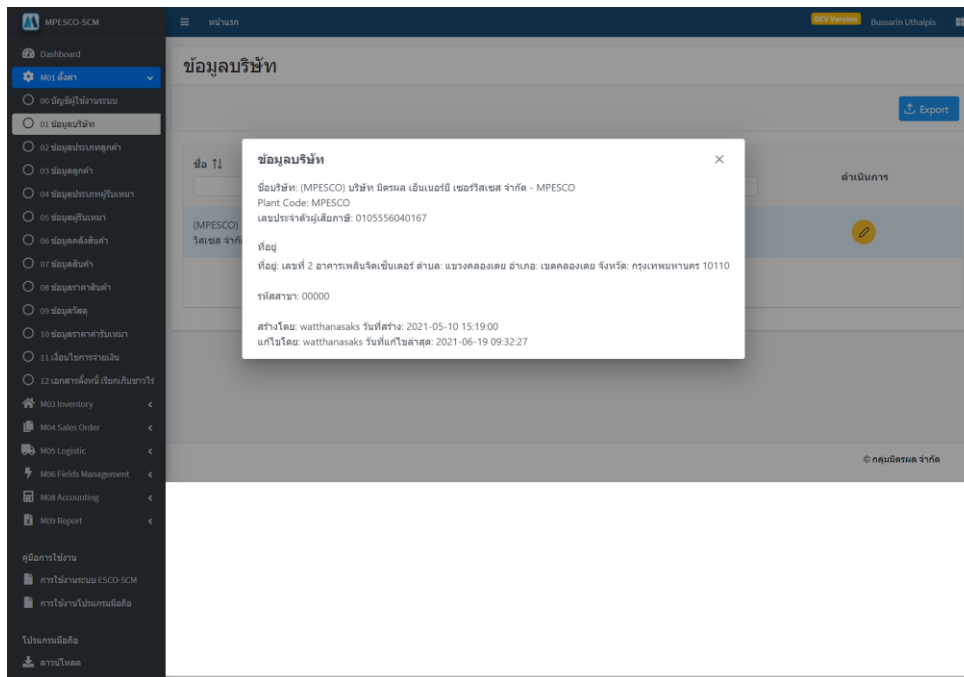 MPESCO-SCM
หน้าแรก
DEV Version
Bussarin Uthaipis
Dashboard
M01 ตั้งค่า
00 บัญชีผู้ใช้งานระบบ
01 ข้อมูลบริษัท
02 ข้อมูลประเภทลูกค้า
03 ข้อมูลลูกค้า
04 ข้อมูลประเภทผู้รับเหมา
05 ข้อมูลผู้รับเหมา
06 ข้อมูลคลังสินค้า
07 ข้อมูลสินค้า
08 ข้อมูลราคาสินค้า
09 ข้อมูลวัสดุ
10 ข้อมูลราคาค่ารับเหมา
11 เงื่อนไขการจ่ายเงิน
12 เอกสารตั้งหนี้ เรียกเก็บชาวไร่
M03 Inventory
M04 Sales Order
M05 Logistic
M06 Fields Management
M08 Accounting
M09 Report
คู่มือการใช้งาน
การใช้งานระบบ ESCO-SCM
การใช้งานโปรแกรมมือถือ
โปรแกรมมือถือ
ดาวน์โหลด
ข้อมูลบริษัท
Export
ชื่อ
ดำเนินการ
(MPESCO)
วิสเซส จำกั
ข้อมูลบริษัท
ชื่อบริษัท: (MPESCO) บริษัท มิตรผล เอ็นเนอร์ยี เซอร์วิสเซส จำกัด - MPESCO
Plant Code: MPESCO
เลขประจำตัวผู้เสียภาษี: 0105556040167
ที่อยู่
ที่อยู่: เลขที่ 2 อาคารเพลินจิตเซ็นเตอร์ ตำบล: แขวงคลองเตย อำเภอ: เขตคลองเตย จังหวัด: กรุงเทพมหานคร 10110
รหัสสาขา: 00000
สร้างโดย: watthanasaks วันที่สร้าง: 2021-05-10 15:19:00
แก้ไขโดย: watthanasaks วันที่แก้ไขล่าสุด: 2021-06-19 09:32:27
© กลุ่มมิตรผล จำกัด